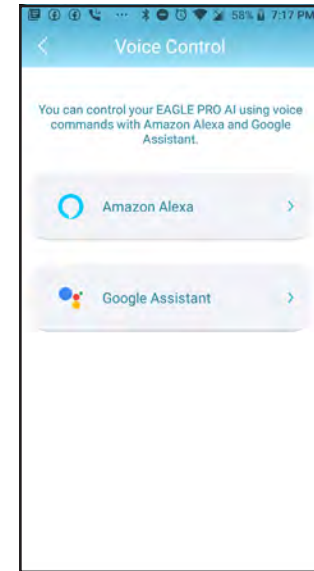 58% 7:17 PM
Voice Control
You can control your EAGLE PRO AI using voice
commands with Amazon Alexa and Google
Assistant.
Amazon Alexa
Google Assistant